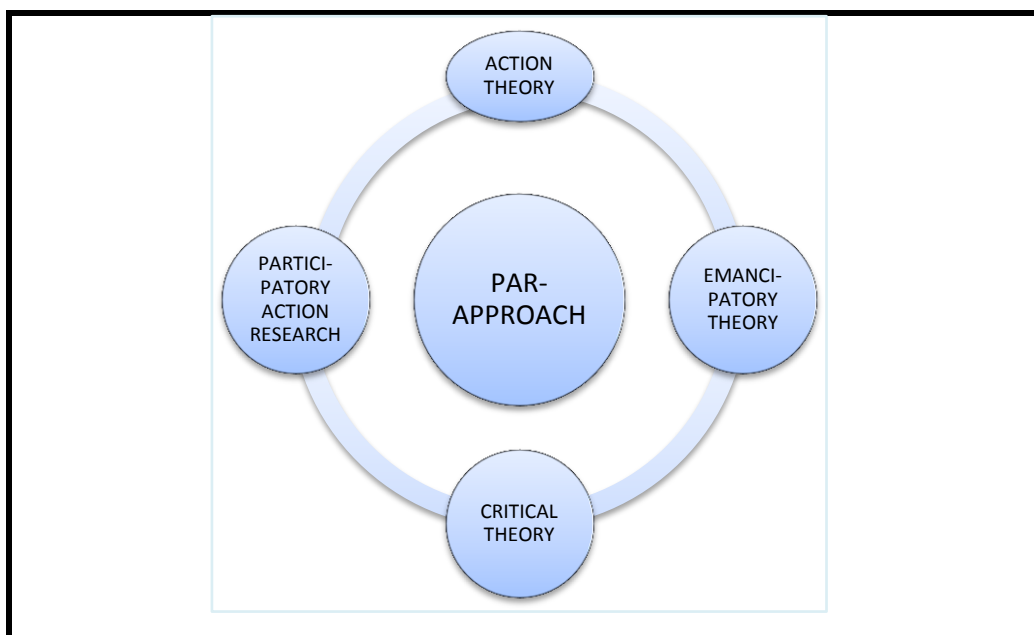 ACTION
THEORY
PARTICI-
PATORY
ACTION
RESEARCH
PAR-
APPROACH
EMANCI-
PATORY
THEORY
CRITICAL
THEORY